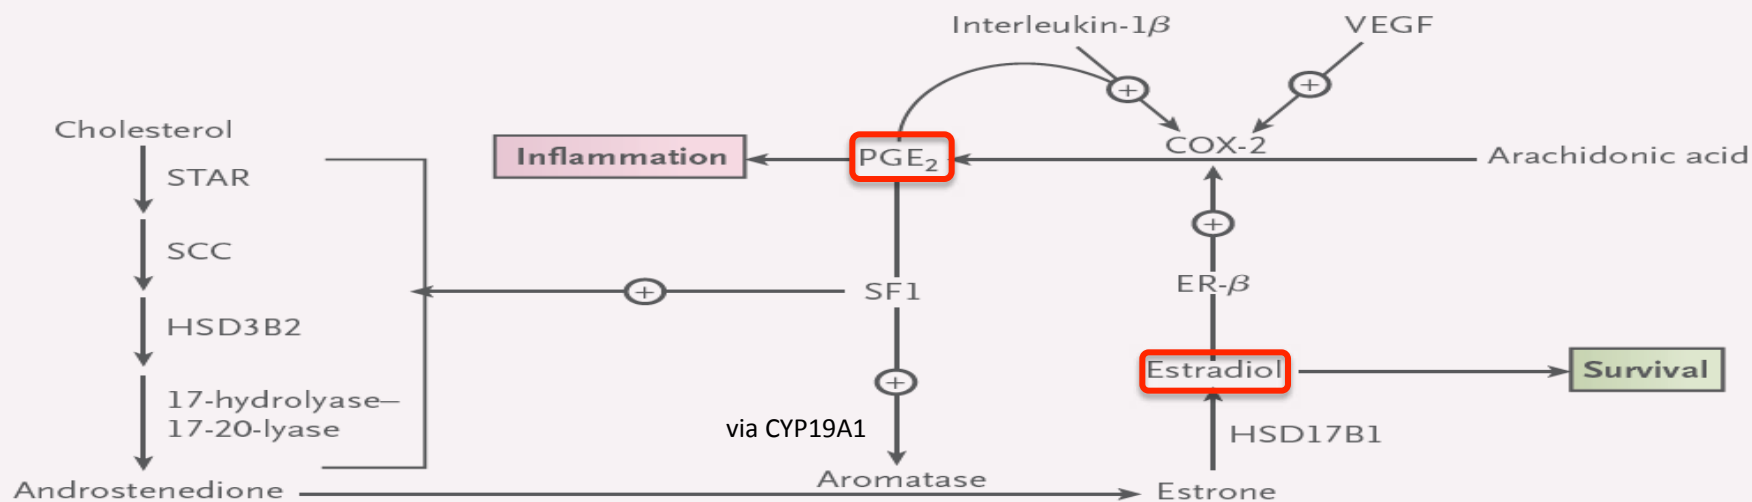 Interleukin-1β
VEGF
+
+
Cholesterol
STAR
SCC
HSD3B2
17-hydrolyase–
17-20-lyase
Androstenedione
Inflammation
PGE₂
COX-2
Arachidonic acid
+
SF1
+
+
via CYP19A1
Aromatase
ER-β
Estradiol
Survival
HSD17B1
Estrone